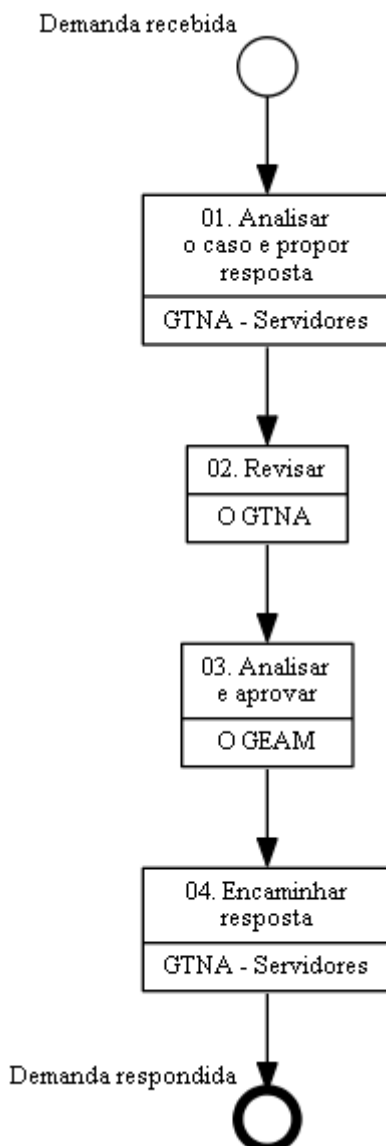 Demanda recebida
01. Analisar
o caso e propor
resposta
GTNA - Servidores
02. Revisar
O GTNA
03. Analisar
e aprovar
O GEAM
04. Encaminhar
resposta
GTNA - Servidores
Demanda respondida